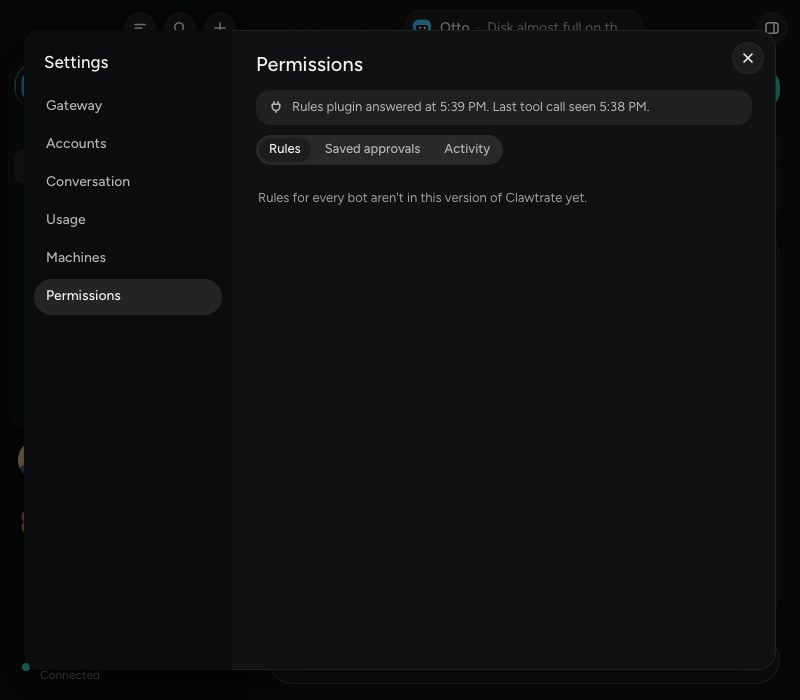 Otto · Disk almost full on th
Settings
Gateway
Accounts
Conversation
Usage
Machines
Permissions
Permissions
Rules plugin answered at 5:39 PM. Last tool call seen 5:38 PM.
Rules
Saved approvals
Activity
Rules for every bot aren't in this version of Clawtrate yet.
Connected